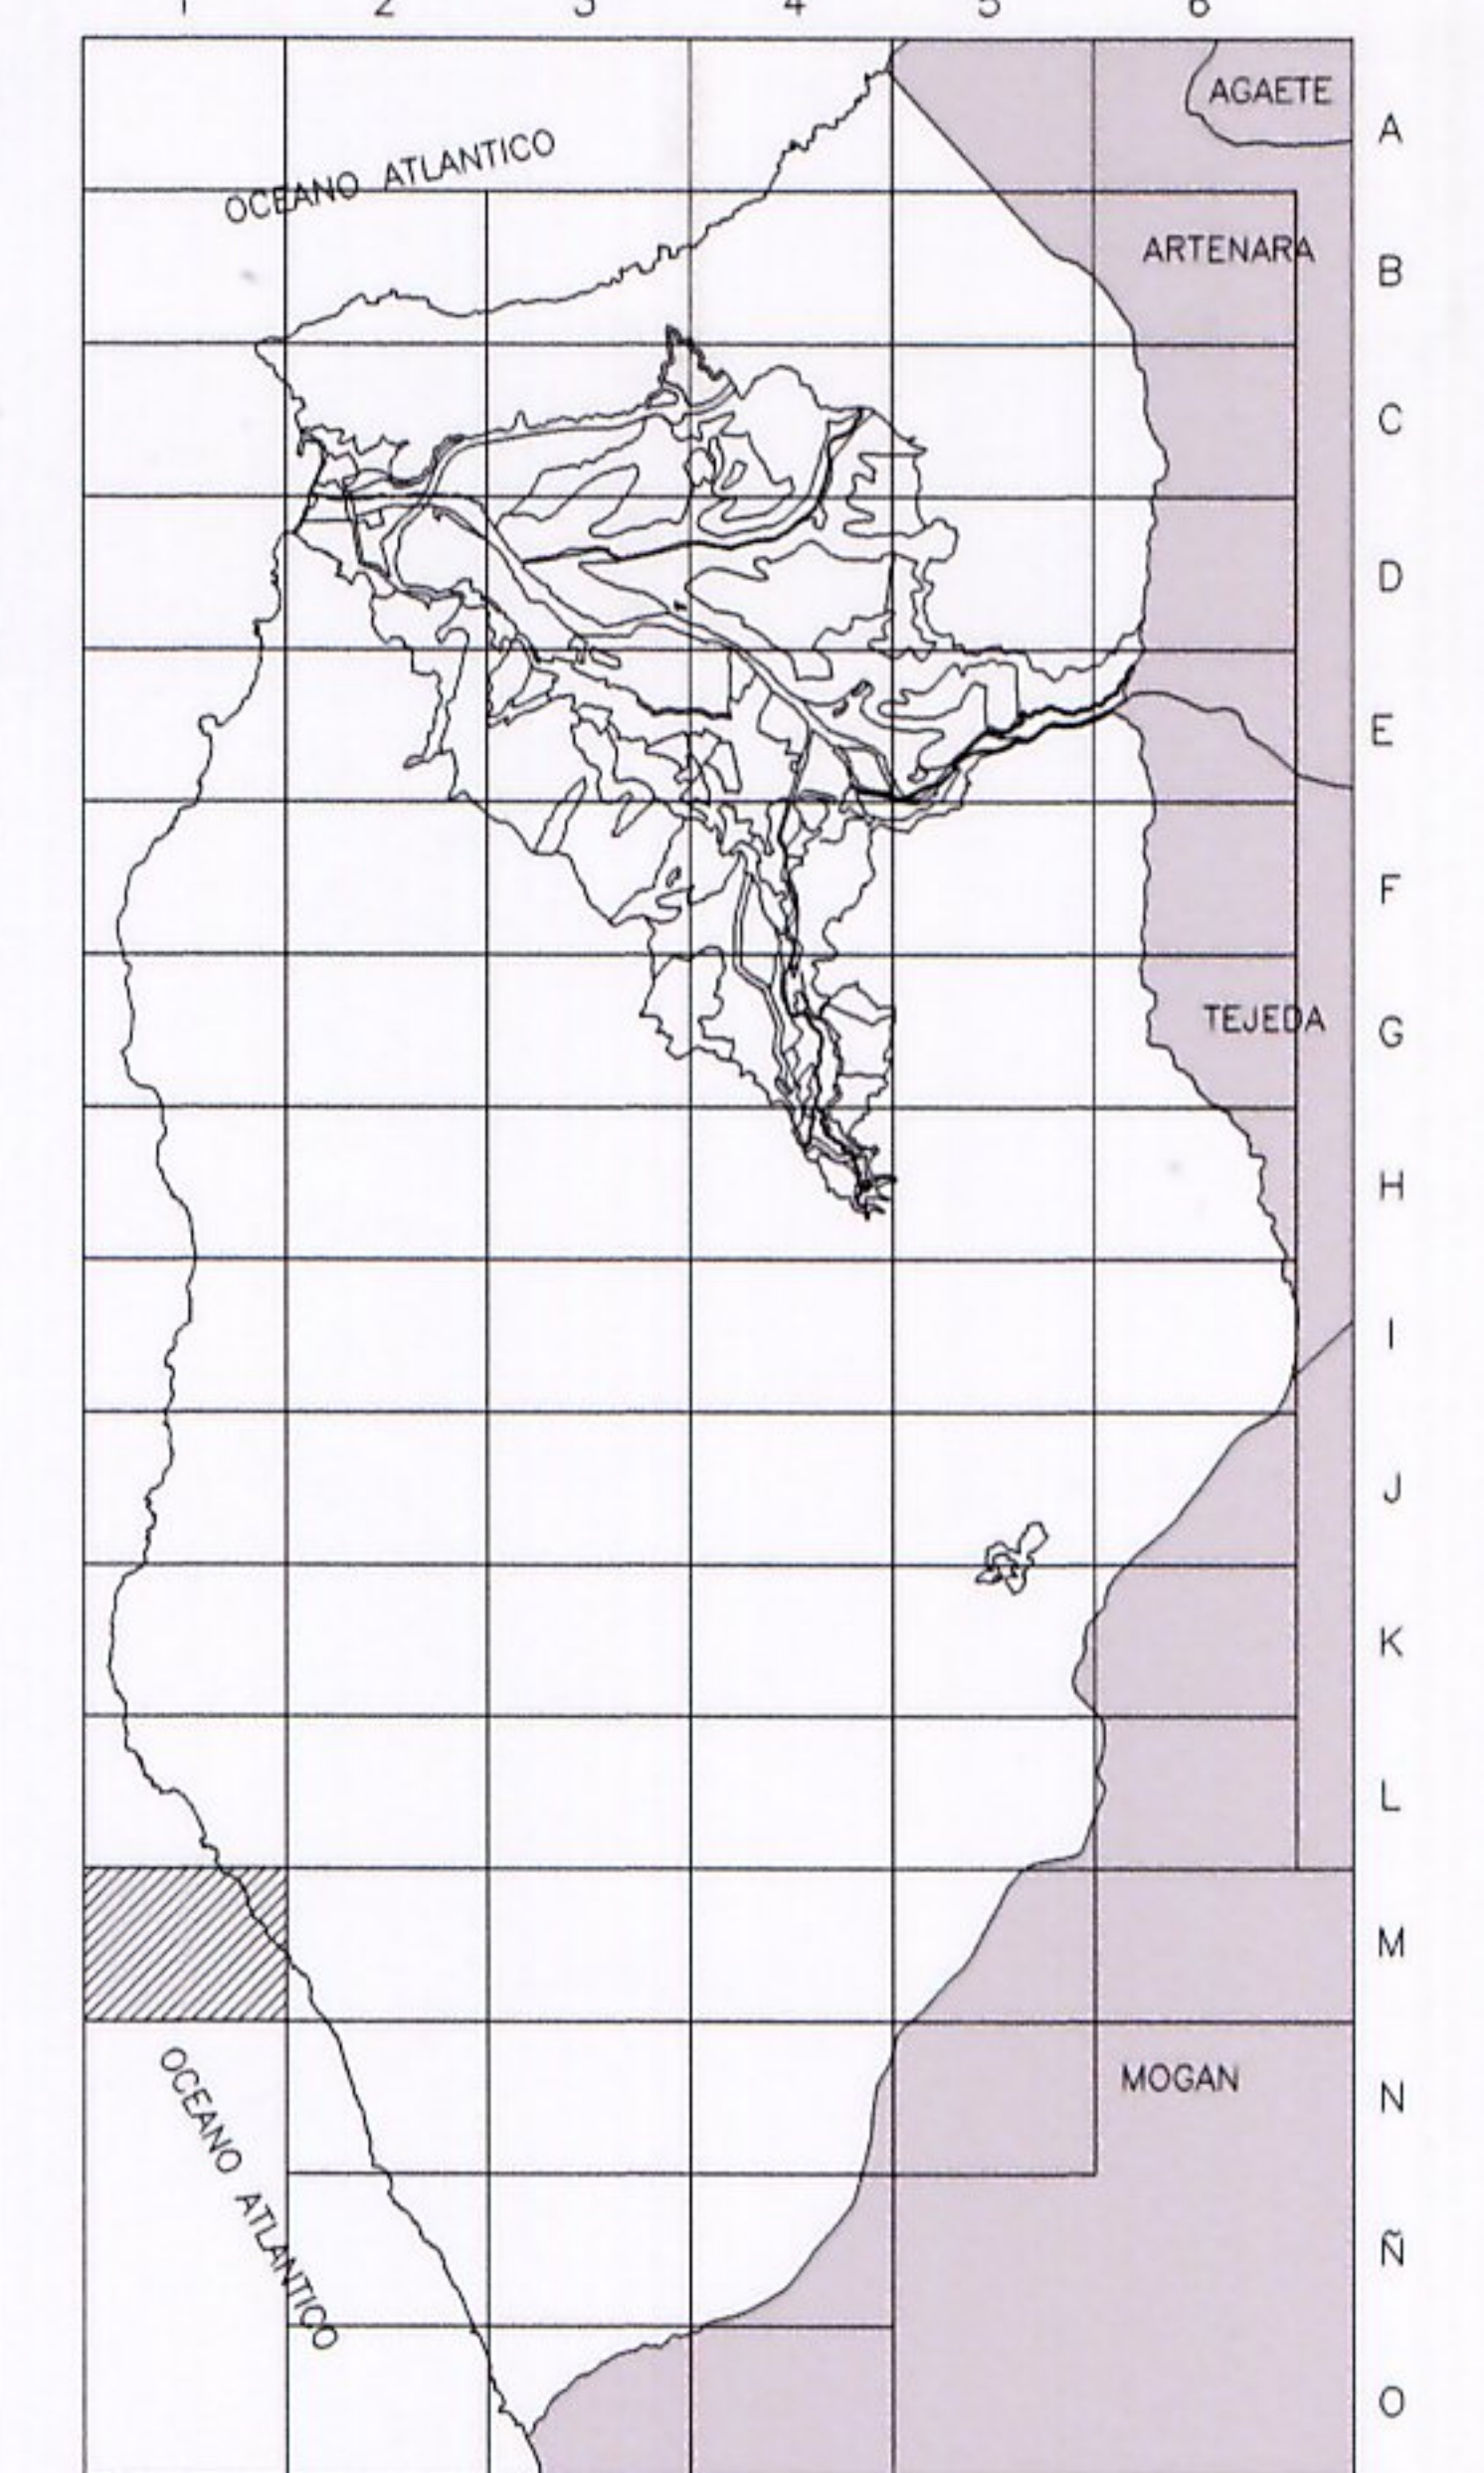 1 2 3 4 5 6
AGAETE
A
OCEANO ATLANTICO
ARTENARA
B
C
D
E
F
TEJEDA
G
H
I
J
K
L
M
MOGAN
N
OCEANO ATLANTICO
Ñ
O